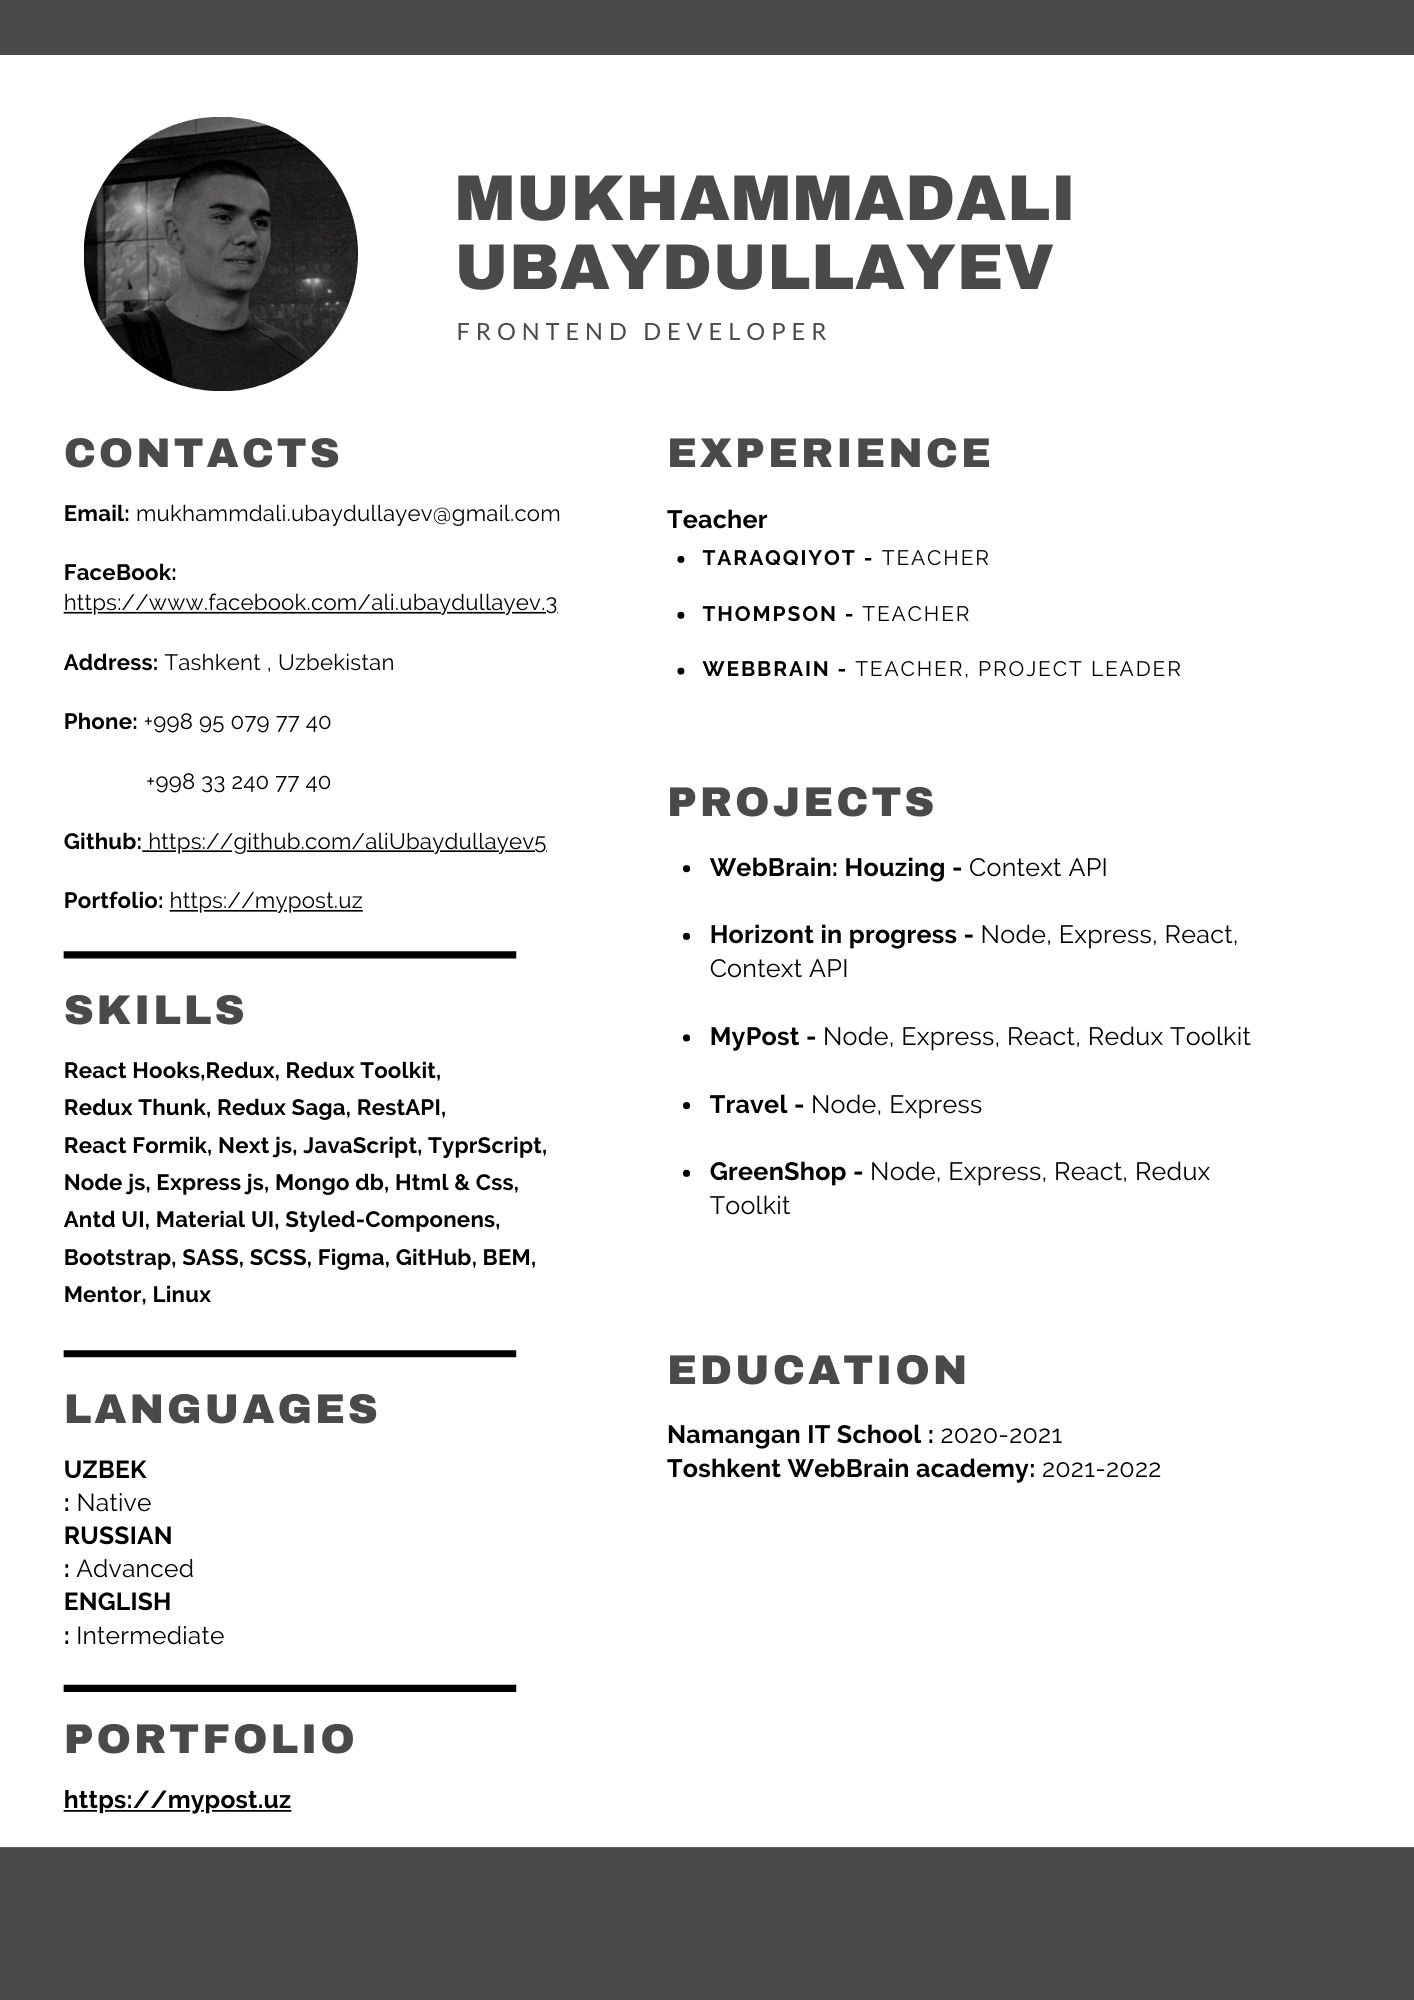 MUKHAMMADALI
UBAYDULLAYEV
FRONTEND DEVELOPER
CONTACTS
Email: mukhammdali.ubaydullayev@gmail.com
FaceBook:
https://www.facebook.com/ali.ubaydullayev.3
Address: Tashkent , Uzbekistan
Phone: +998 95 079 77 40
+998 33 240 77 40
Github: https://github.com/aliUbaydullayev5
Portfolio: https://mypost.uz
SKILLS
React Hooks,Redux, Redux Toolkit,
Redux Thunk, Redux Saga, RestAPI,
React Formik, Next js, JavaScript, TyprScript,
Node js, Express js, Mongo db, Html & Css,
Antd UI, Material UI, Styled-Componens,
Bootstrap, SASS, SCSS, Figma, GitHub, BEM,
Mentor, Linux
LANGUAGES
UZBEK
: Native
RUSSIAN
: Advanced
ENGLISH
: Intermediate
PORTFOLIO
https://mypost.uz
EXPERIENCE
Teacher
• TARAQQIYOT - TEACHER
• THOMPSON - TEACHER
• WEBBRAIN - TEACHER, PROJECT LEADER
PROJECTS
• WebBrain: Houzing - Context API
• Horizont in progress - Node, Express, React,
Context API
• MyPost - Node, Express, React, Redux Toolkit
• Travel - Node, Express
• GreenShop - Node, Express, React, Redux
Toolkit
EDUCATION
Namangan IT School : 2020-2021
Toshkent WebBrain academy: 2021-2022